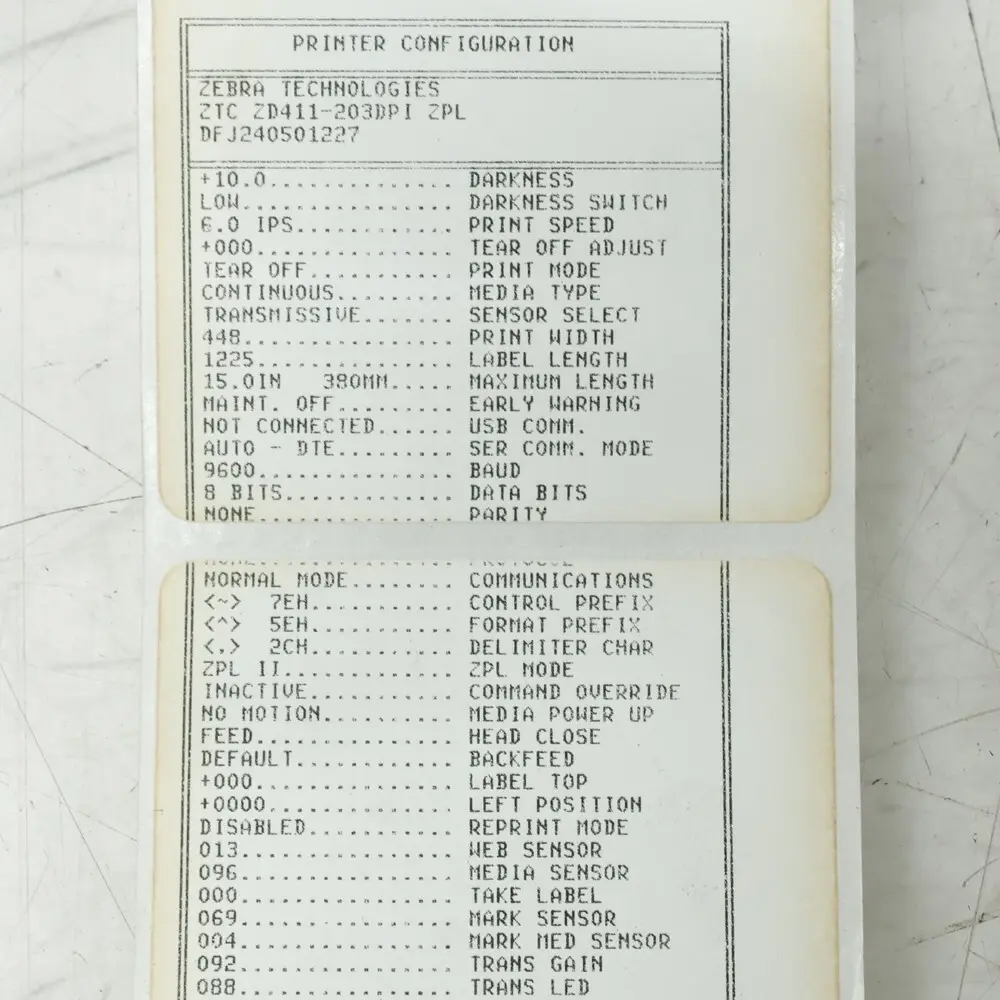 PRINTER CONFIGURATION
ZEBRA TECHNOLOGIES
ZTC ZD411-203DPI ZPL
DFJ240501227
+10.0.............. DARKNESS
LOW................ DARKNESS SWITCH
6.0 IPS............ PRINT SPEED
+000............... TEAR OFF ADJUST
TEAR OFF........... PRINT MODE
CONTINUOUS......... MEDIA TYPE
TRANSMISSIVE....... SENSOR SELECT
448................ PRINT WIDTH
1225............... LABEL LENGTH
15.0IN   380MM..... MAXIMUM LENGTH
MAINT. OFF......... EARLY WARNING
NOT CONNECTED...... USB COMM.
AUTO - DTE......... SER COMM. MODE
9600............... BAUD
8 BITS............. DATA BITS
NONE............... PARITY
NORMAL MODE........ COMMUNICATIONS
<~>  7EH........... CONTROL PREFIX
<^>  5EH........... FORMAT PREFIX
<,>  2CH........... DELIMITER CHAR
ZPL II............. ZPL MODE
INACTIVE........... COMMAND OVERRIDE
NO MOTION.......... MEDIA POWER UP
FEED............... HEAD CLOSE
DEFAULT............ BACKFEED
+000............... LABEL TOP
+0000.............. LEFT POSITION
DISABLED........... REPRINT MODE
013................ WEB SENSOR
096................ MEDIA SENSOR
000................ TAKE LABEL
069................ MARK SENSOR
004................ MARK MED SENSOR
092................ TRANS GAIN
088................ TRANS LED